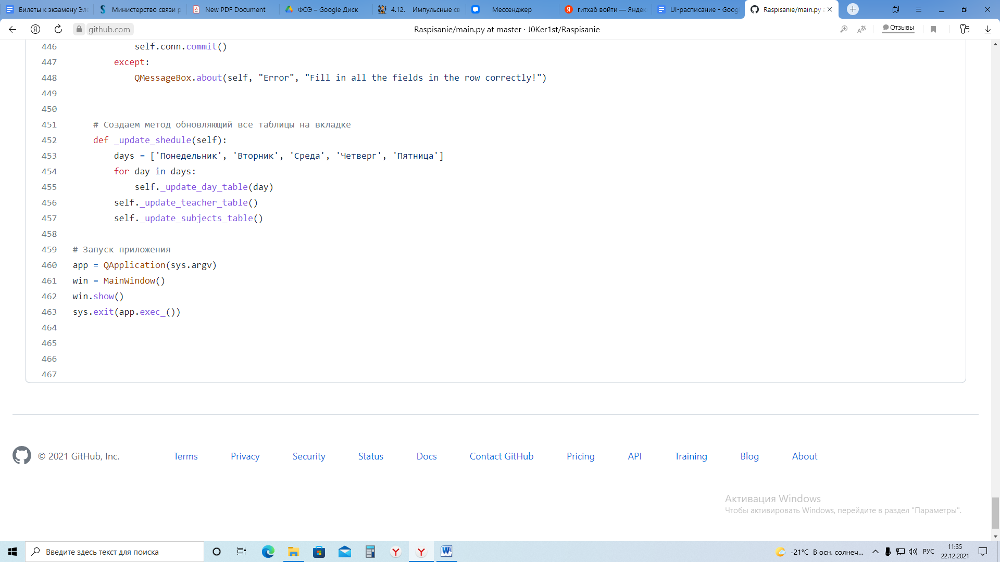 Билеты к экзамену Эле
Министерство связи р
New PDF Document
ФОЭ – Google Диск
4.12. Импульсные св
Мессенджер
гитхаб войти — Яндекс
UI-расписание - Goog
Raspisanie/main.py a
github.com
Raspisanie/main.py at master · J0Ker1st/Raspisanie
Отзывы
446 self.conn.commit()
447 except:
448 QMessageBox.about(self, "Error", "Fill in all the fields in the row correctly!")
449
450
451 # Создаем метод обновляющий все таблицы на вкладке
452 def _update_shedule(self):
453 days = ['Понедельник', 'Вторник', 'Среда', 'Четверг', 'Пятница']
454 for day in days:
455 self._update_day_table(day)
456 self._update_teacher_table()
457 self._update_subjects_table()
458
459 # Запуск приложения
460 app = QApplication(sys.argv)
461 win = MainWindow()
462 win.show()
463 sys.exit(app.exec_())
464
465
466
467
© 2021 GitHub, Inc.
Terms
Privacy
Security
Status
Docs
Contact GitHub
Pricing
API
Training
Blog
About
Активация Windows
Чтобы активировать Windows, перейдите в раздел "Параметры".
Введите здесь текст для поиска
-21°C В осн. солнеч...
РУС
11:35
22.12.2021